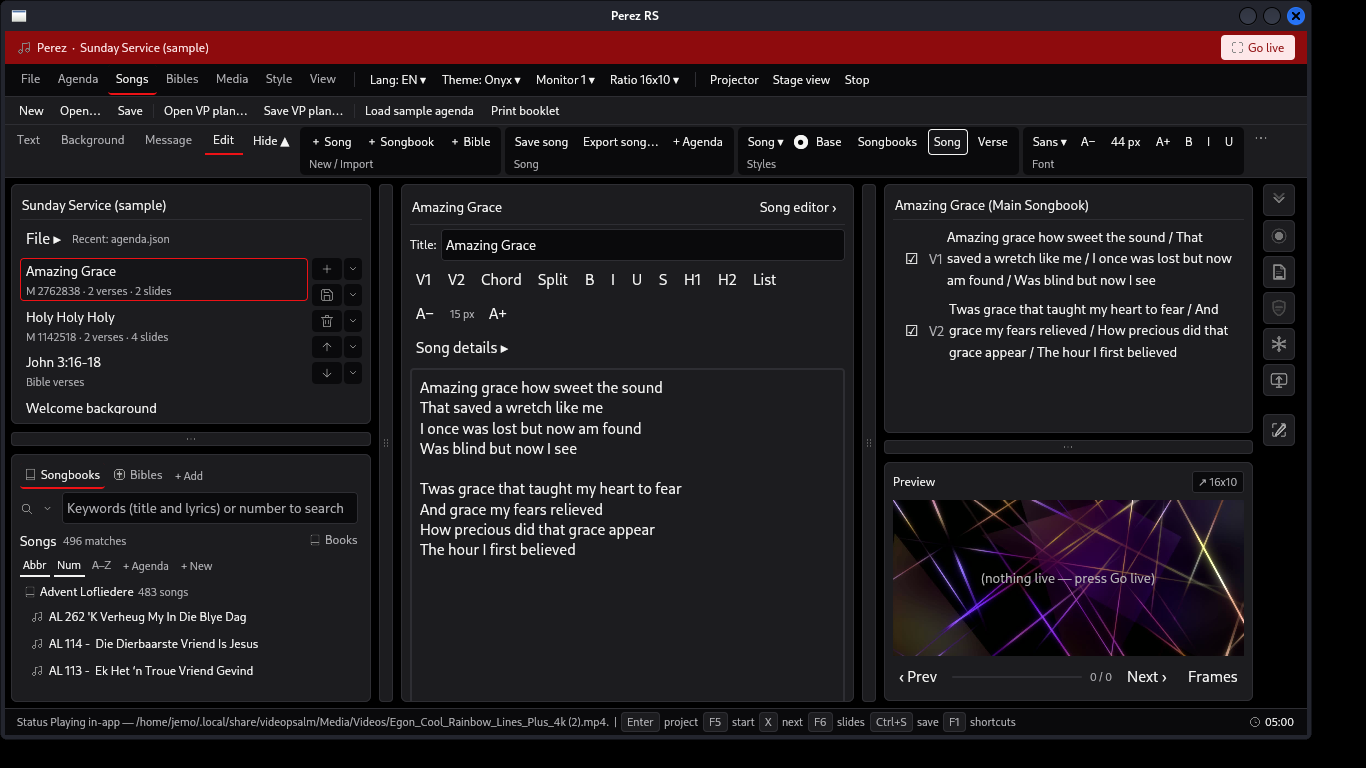 Perez RS
Perez · Sunday Service (sample)
Go live
File Agenda Songs Bibles Media Style View Lang: EN ▾ Theme: Onyx ▾ Monitor 1 ▾ Ratio 16x10 ▾ Projector Stage view Stop
New Open… Save Open VP plan… Save VP plan… Load sample agenda Print booklet
Text Background Message Edit Hide ▲
+ Song + Songbook + Bible
New / Import
Save song Export song… + Agenda
Song
Song ▾ Base Songbooks Song Verse
Styles
Sans ▾ A− 44 px A+ B I U
Font
…
Sunday Service (sample)
File ▸ Recent: agenda.json
Amazing Grace
M 2762838 · 2 verses · 2 slides
Holy Holy Holy
M 1142518 · 2 verses · 4 slides
John 3:16-18
Bible verses
Welcome background
Songbooks Bibles + Add
Keywords (title and lyrics) or number to search
Songs 496 matches Books
Abbr Num A–Z + Agenda + New
Advent Lofliedere 483 songs
AL 262 'K Verheug My In Die Blye Dag
AL 114 - Die Dierbaarste Vriend Is Jesus
AL 113 - Ek Het 'n Troue Vriend Gevind
Amazing Grace Song editor ›
Title: Amazing Grace
V1 V2 Chord Split B I U S H1 H2 List
A− 15 px A+
Song details ▸
Amazing grace how sweet the sound
That saved a wretch like me
I once was lost but now am found
Was blind but now I see
Twas grace that taught my heart to fear
And grace my fears relieved
How precious did that grace appear
The hour I first believed
Amazing Grace (Main Songbook)
Amazing grace how sweet the sound / That
V1 saved a wretch like me / I once was lost but now
am found / Was blind but now I see
Twas grace that taught my heart to fear / And
V2 grace my fears relieved / How precious did that
grace appear / The hour I first believed
Preview ↗ 16x10
(nothing live — press Go live)
‹ Prev 0 / 0 Next › Frames
Status Playing in-app — /home/jemo/.local/share/videopsalm/Media/Videos/Egon_Cool_Rainbow_Lines_Plus_4k (2).mp4. | Enter project F5 start X next F6 slides Ctrl+S save F1 shortcuts 05:00